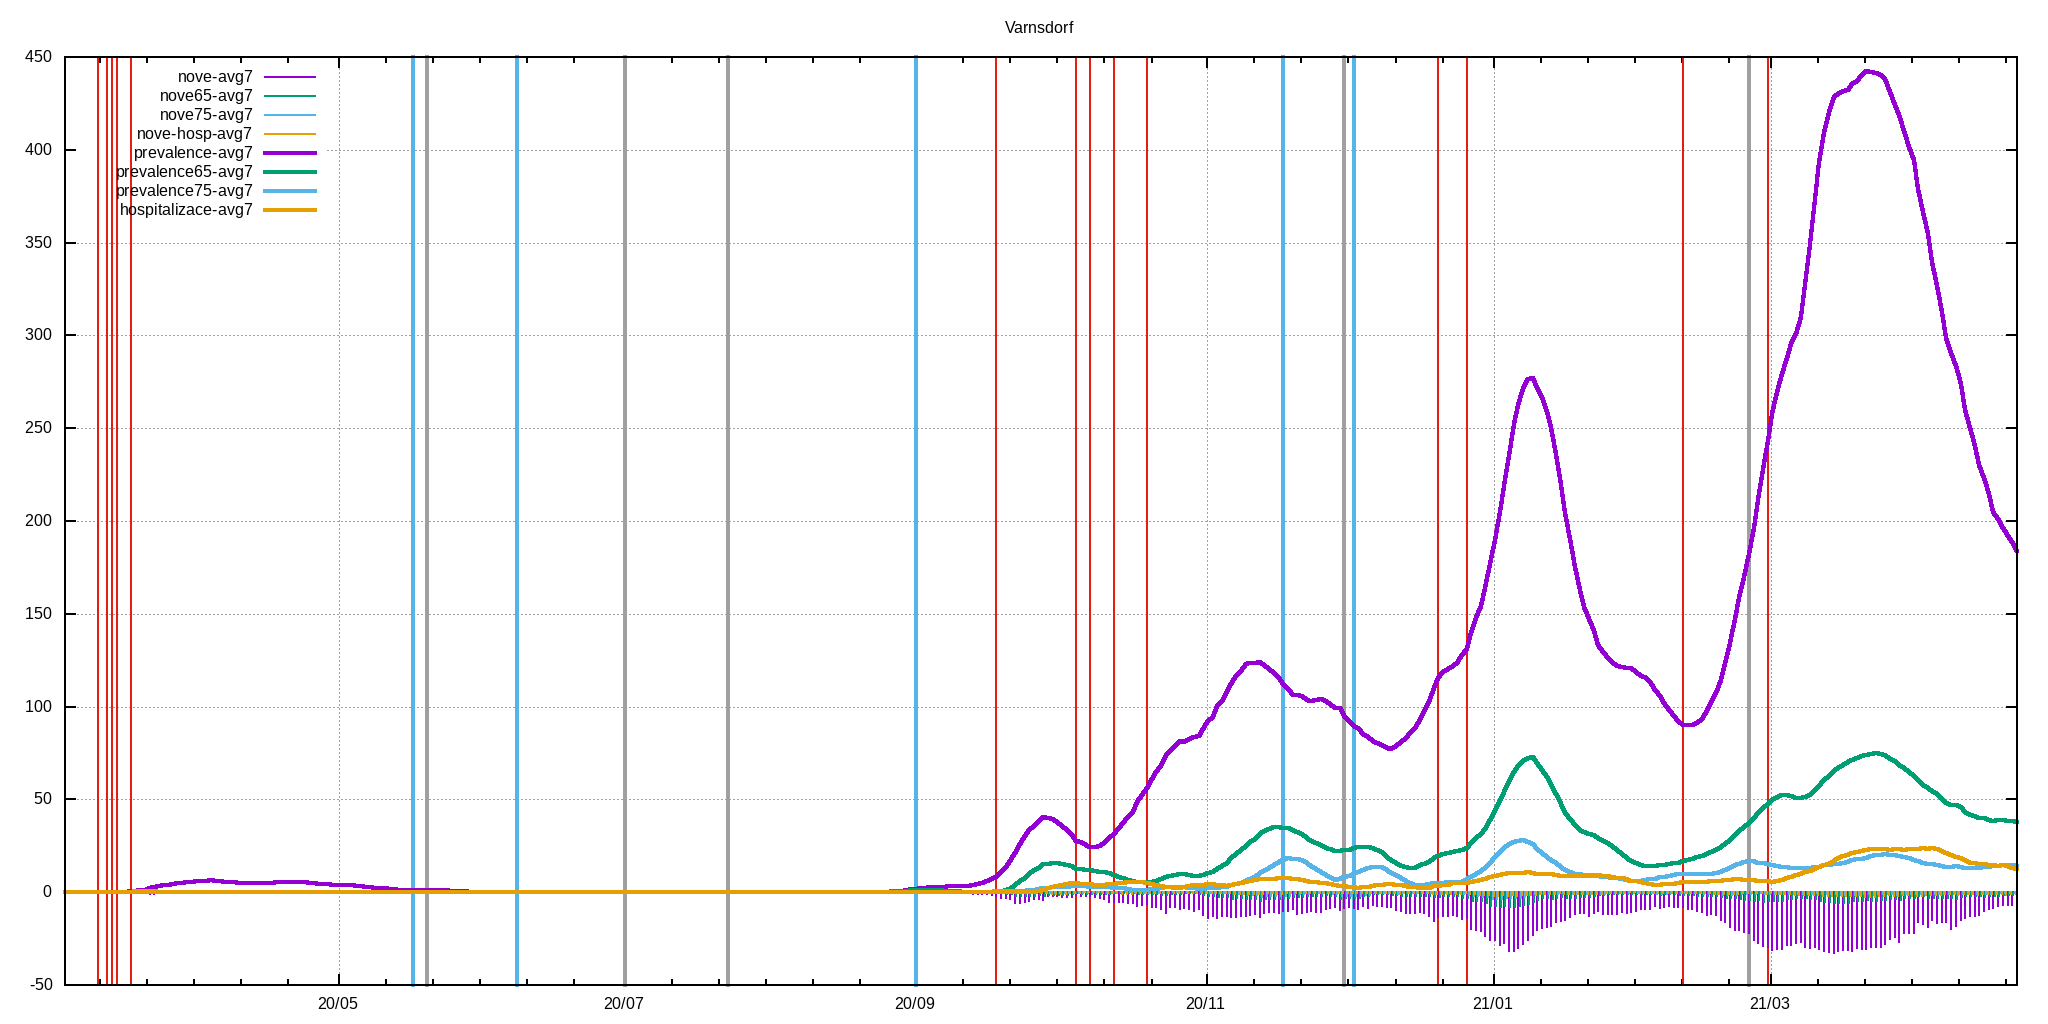 Varnsdorf
450
nove-avg7
nove65-avg7
nove75-avg7
nove-hosp-avg7
prevalence-avg7
prevalence65-avg7
prevalence75-avg7
hospitalizace-avg7
400
350
300
250
200
150
100
50
0
-50
20/05 20/07 20/09 20/11 21/01 21/03